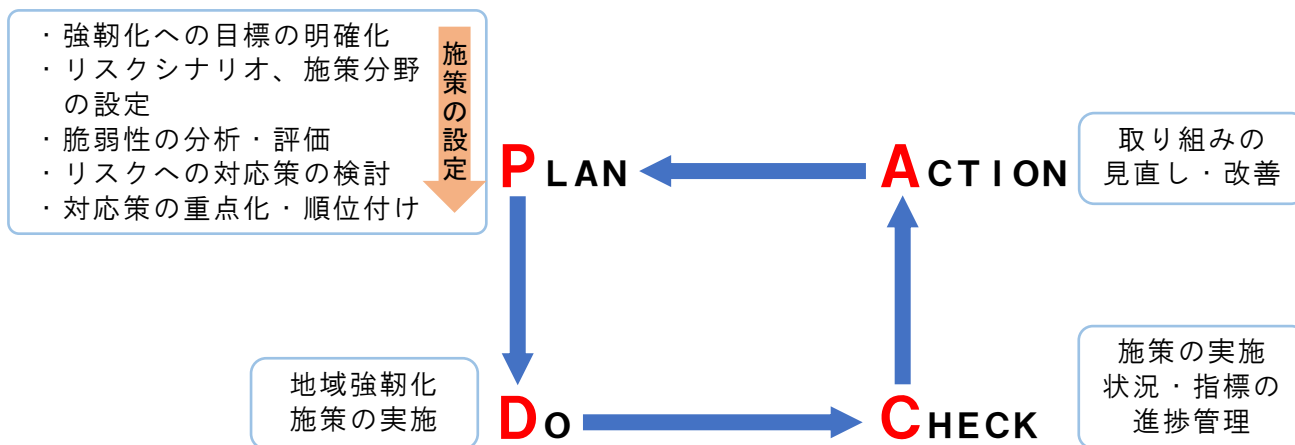 ・強靭化への目標の明確化
・リスクシナリオ、施策分野
の設定
・脆弱性の分析・評価
・リスクへの対応策の検討
・対応策の重点化・順位付け
施策の設定
PLAN
ACTION
取り組みの
見直し・改善
地域強靭化
施策の実施
DO
CHECK
施策の実施
状況・指標の
進捗管理